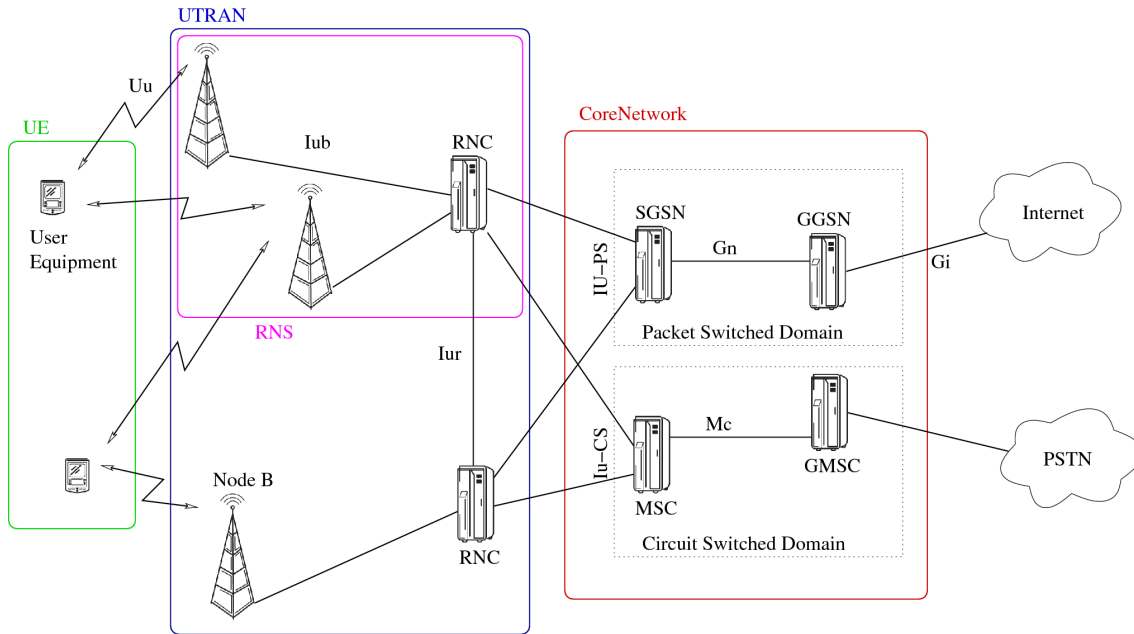 UTRAN
Uu
CoreNetwork
UE
Iub
RNC
SGSN
GGSN
Internet
User
Equipment
Gn
Gi
IU-PS
RNS
Packet Switched Domain
Iur
Mc
Iu-CS
PSTN
GMSC
Node B
MSC
RNC
Circuit Switched Domain